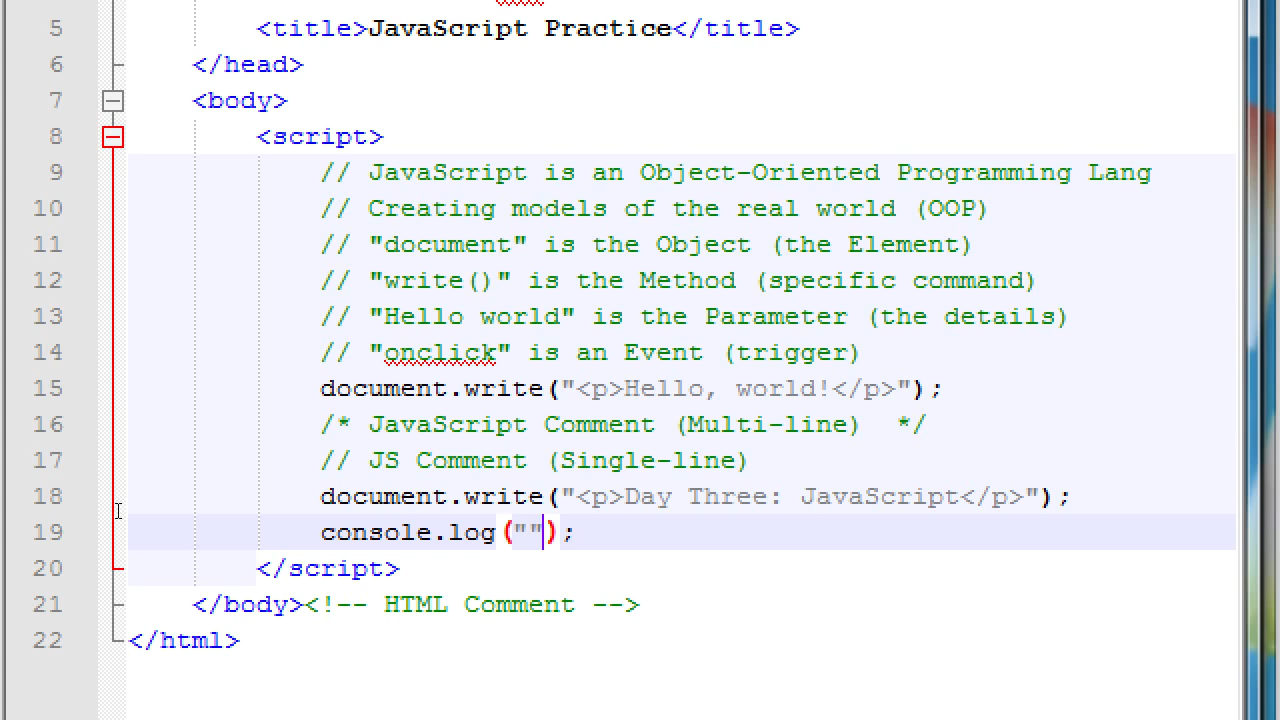 5 <title>JavaScript Practice</title>
6 </head>
7 <body>
8 <script>
9 // JavaScript is an Object-Oriented Programming Lang
10 // Creating models of the real world (OOP)
11 // "document" is the Object (the Element)
12 // "write()" is the Method (specific command)
13 // "Hello world" is the Parameter (the details)
14 // "onclick" is an Event (trigger)
15 document.write("<p>Hello, world!</p>");
16 /* JavaScript Comment (Multi-line)  */
17 // JS Comment (Single-line)
18 document.write("<p>Day Three: JavaScript</p>");
19 console.log("");
20 </script>
21 </body><!-- HTML Comment -->
22 </html>